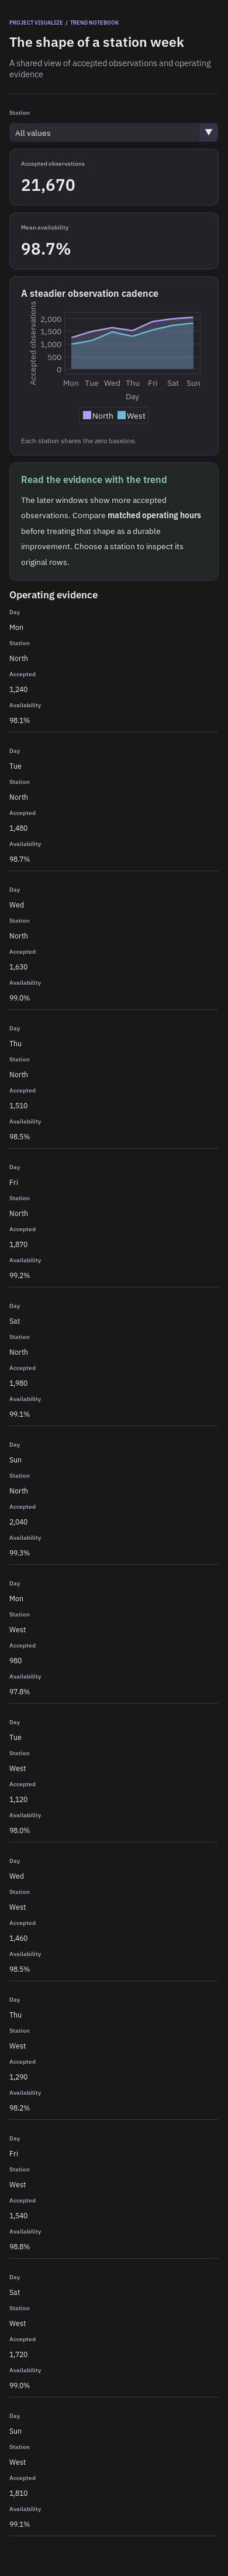 PROJECT VISUALIZE / TREND NOTEBOOK
The shape of a station week
A shared view of accepted observations and operating
evidence
Station
All values
Accepted observations
21,670
Mean availability
98.7%
A steadier observation cadence
Accepted observations
2,000
1,500
1,000
500
0
Mon Tue Wed Thu Fri Sat Sun
Day
North West
Each station shares the zero baseline.
Read the evidence with the trend
The later windows show more accepted
observations. Compare matched operating hours
before treating that shape as a durable
improvement. Choose a station to inspect its
original rows.
Operating evidence
Day
Mon
Station
North
Accepted
1,240
Availability
98.1%
Day
Tue
Station
North
Accepted
1,480
Availability
98.7%
Day
Wed
Station
North
Accepted
1,630
Availability
99.0%
Day
Thu
Station
North
Accepted
1,510
Availability
98.5%
Day
Fri
Station
North
Accepted
1,870
Availability
99.2%
Day
Sat
Station
North
Accepted
1,980
Availability
99.1%
Day
Sun
Station
North
Accepted
2,040
Availability
99.3%
Day
Mon
Station
West
Accepted
980
Availability
97.8%
Day
Tue
Station
West
Accepted
1,120
Availability
98.0%
Day
Wed
Station
West
Accepted
1,460
Availability
98.5%
Day
Thu
Station
West
Accepted
1,290
Availability
98.2%
Day
Fri
Station
West
Accepted
1,540
Availability
98.8%
Day
Sat
Station
West
Accepted
1,720
Availability
99.0%
Day
Sun
Station
West
Accepted
1,810
Availability
99.1%